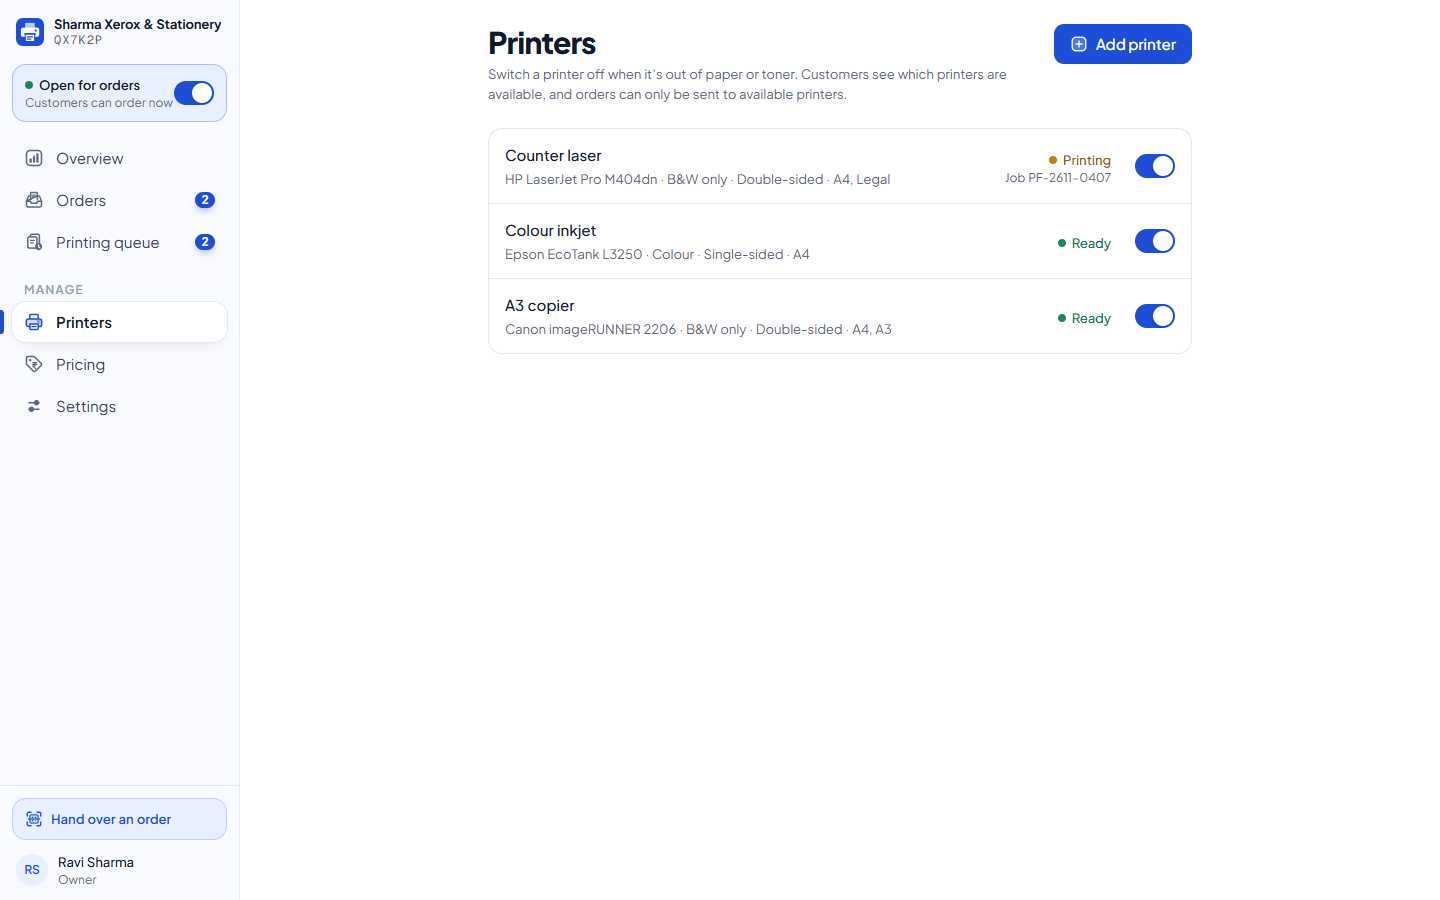 Sharma Xerox & Stationery
QX7K2P
Open for orders
Customers can order now
Overview
Orders 2
Printing queue 2
MANAGE
Printers
Pricing
Settings
Hand over an order
RS
Ravi Sharma
Owner
Printers
Add printer
Switch a printer off when it's out of paper or toner. Customers see which printers are
available, and orders can only be sent to available printers.
Counter laser
HP LaserJet Pro M404dn · B&W only · Double-sided · A4, Legal
Printing
Job PF-2611-0407
Colour inkjet
Epson EcoTank L3250 · Colour · Single-sided · A4
Ready
A3 copier
Canon imageRUNNER 2206 · B&W only · Double-sided · A4, A3
Ready